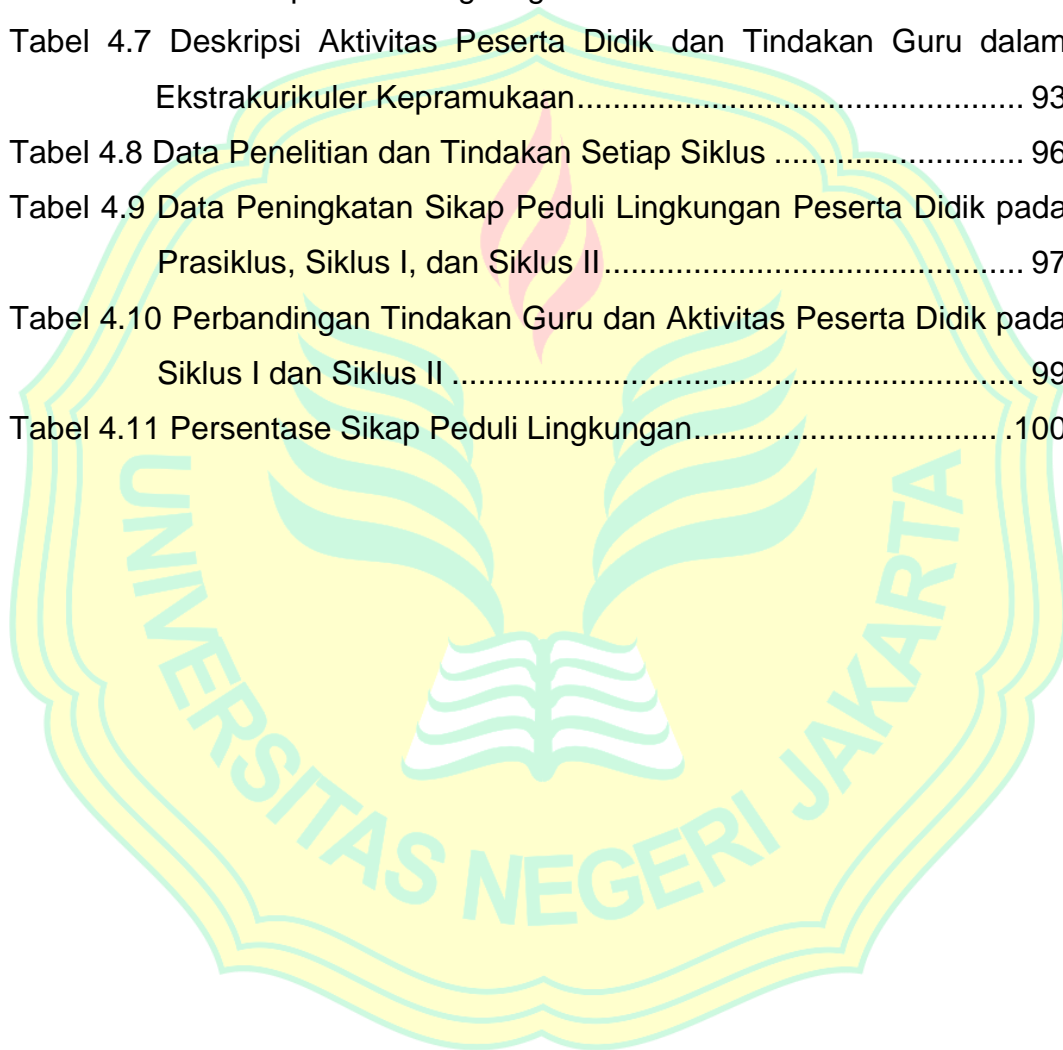 Tabel 4.7 Deskripsi Aktivitas Peserta Didik dan Tindakan Guru dalam
Ekstrakurikuler Kepramukaan.................................................. 93
Tabel 4.8 Data Penelitian dan Tindakan Setiap Siklus ............................ 96
Tabel 4.9 Data Peningkatan Sikap Peduli Lingkungan Peserta Didik pada
Prasiklus, Siklus I, dan Siklus II............................................... 97
Tabel 4.10 Perbandingan Tindakan Guru dan Aktivitas Peserta Didik pada
Siklus I dan Siklus II ................................................................ 99
Tabel 4.11 Persentase Sikap Peduli Lingkungan.................................. .100
UNIVERSITAS NEGERI JAKARTA